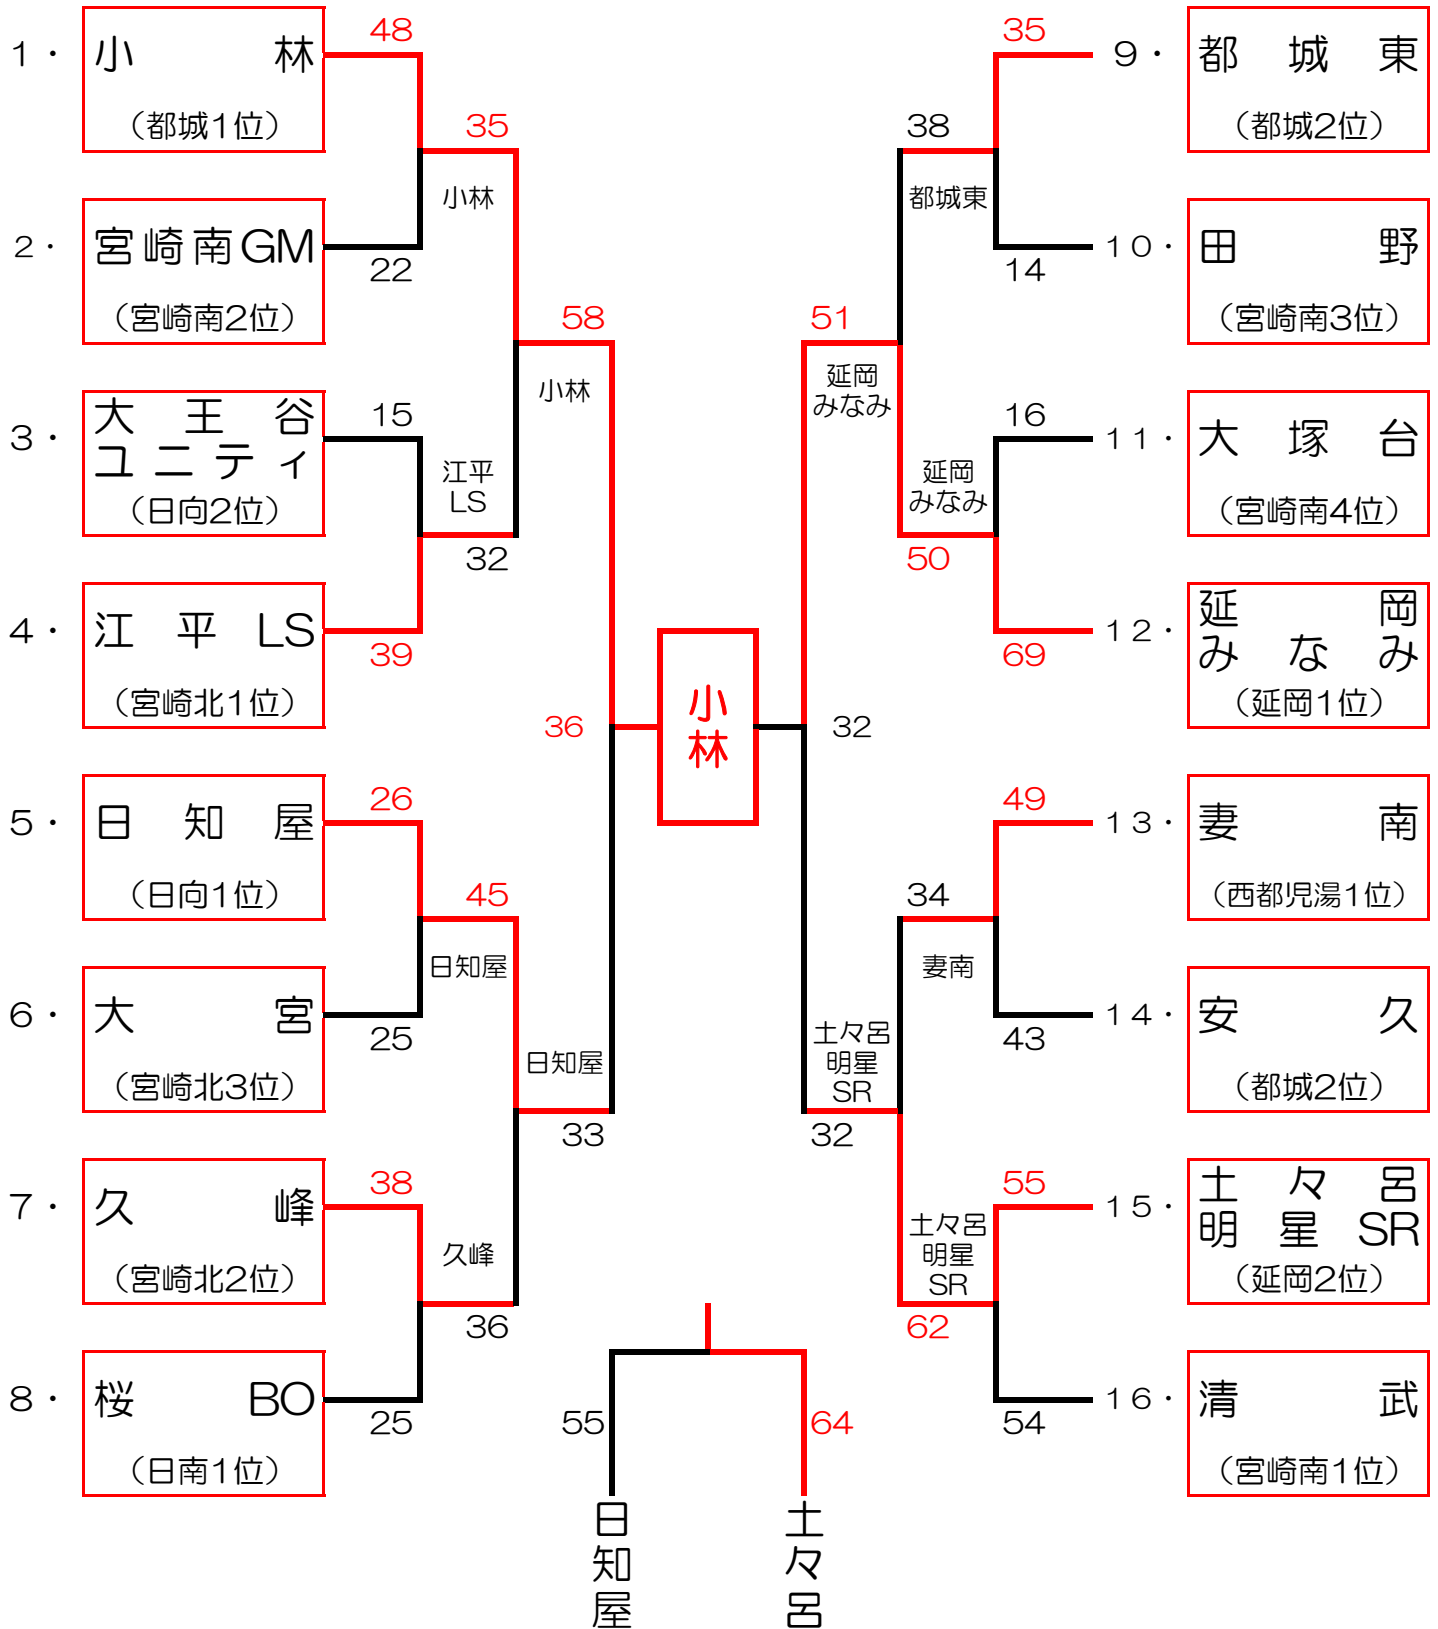 1・
小林
(都城1位)
48
2・
宮崎南GM
(宮崎南2位)
22
35
小林
3・
大王谷
ユニティ
(日向2位)
15
4・
江平LS
(宮崎北1位)
39
江平
LS
32
58
小林
5・
日知屋
(日向1位)
26
6・
大宮
(宮崎北3位)
25
45
日知屋
7・
久峰
(宮崎北2位)
38
8・
桜BO
(日南1位)
25
久峰
36
日知屋
33
36
小林
32
9・
都城東
(都城2位)
35
10・
田野
(宮崎南3位)
14
38
都城東
11・
大塚台
(宮崎南4位)
16
12・
延岡
みなみ
(延岡1位)
69
延岡
みなみ
50
51
延岡
みなみ
13・
妻南
(西都児湯1位)
49
14・
安久
(都城2位)
43
34
妻南
15・
土々呂
明星SR
(延岡2位)
55
16・
清武
(宮崎南1位)
54
土々呂
明星
SR
62
土々呂
明星
SR
32
55
64
日知屋
土々呂